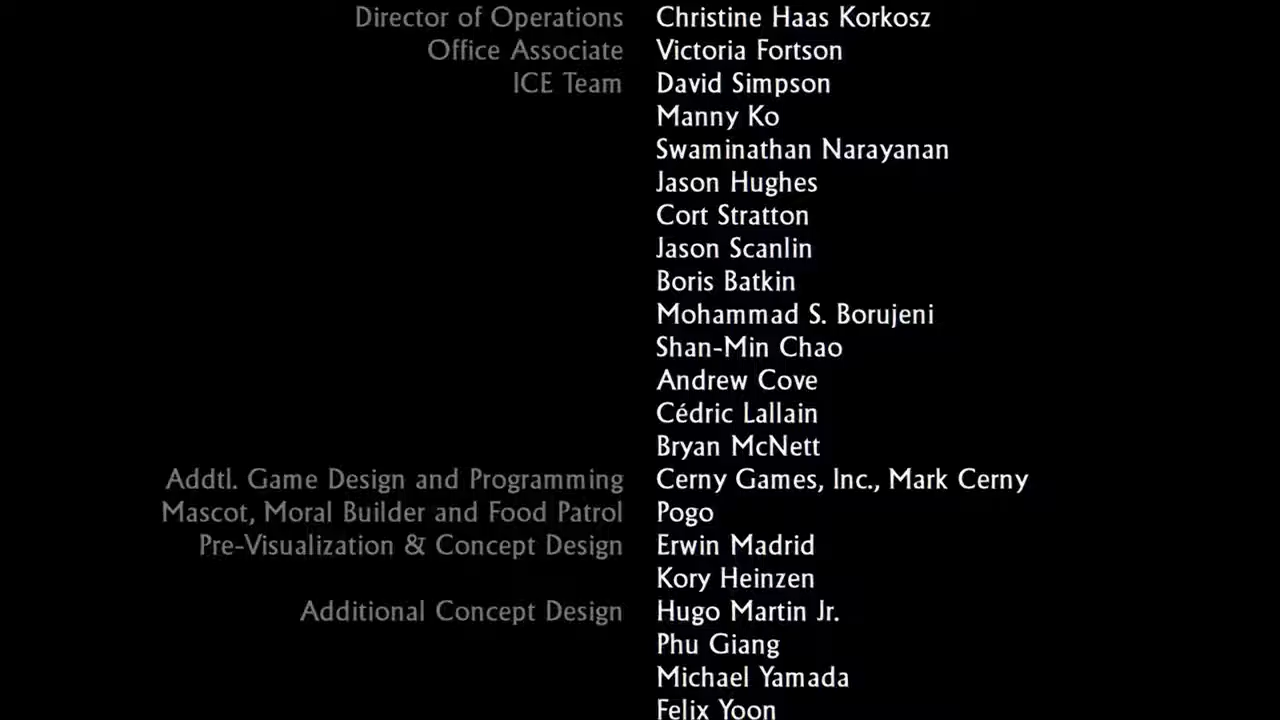 Director of Operations Christine Haas Korkosz
Office Associate Victoria Fortson
ICE Team David Simpson
Manny Ko
Swaminathan Narayanan
Jason Hughes
Cort Stratton
Jason Scanlin
Boris Batkin
Mohammad S. Borujeni
Shan-Min Chao
Andrew Cove
Cédric Lallain
Bryan McNett
Addtl. Game Design and Programming Cerny Games, Inc., Mark Cerny
Mascot, Moral Builder and Food Patrol Pogo
Pre-Visualization & Concept Design Erwin Madrid
Kory Heinzen
Additional Concept Design Hugo Martin Jr.
Phu Giang
Michael Yamada
Felix Yoon